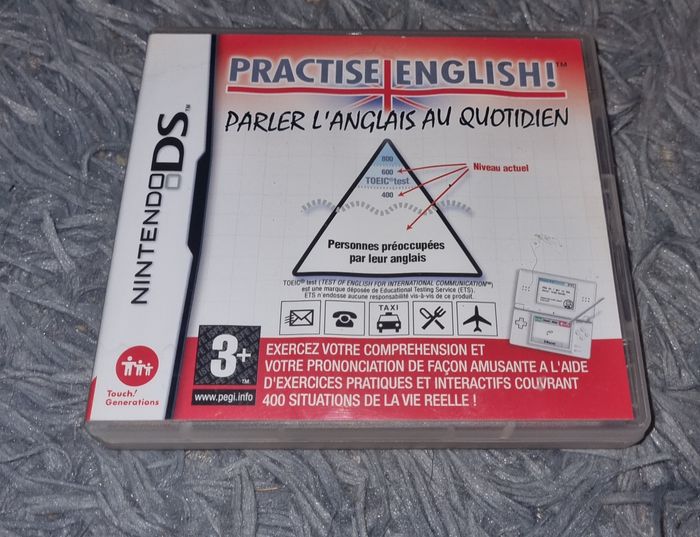 NINTENDO DS™
Touch!
Generations
PRACTISE ENGLISH!™
PARLER L'ANGLAIS AU QUOTIDIEN
800
600
TOEIC® test
400
Niveau actuel
Personnes préoccupées
par leur anglais
TOEIC® test (TEST OF ENGLISH FOR INTERNATIONAL COMMUNICATION™)
est une marque déposée de Educational Testing Service (ETS).
ETS n'endosse aucune responsabilité vis-à-vis de ce produit.
TAXI
3+™
www.pegi.info
EXERCEZ VOTRE COMPREHENSION ET
VOTRE PRONONCIATION DE FAÇON AMUSANTE A L'AIDE
D'EXERCICES PRATIQUES ET INTERACTIFS COUVRANT
400 SITUATIONS DE LA VIE REELLE !